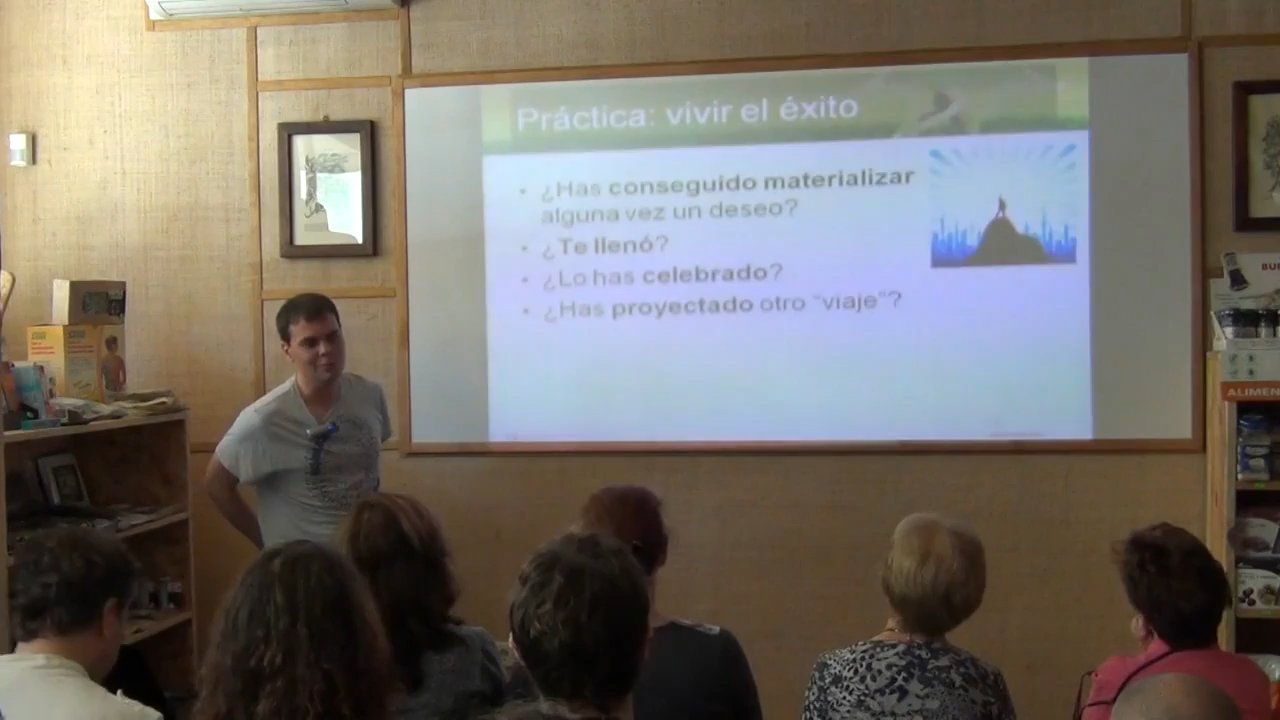 Práctica: vivir el éxito
• ¿Has conseguido materializar
alguna vez un deseo?
• ¿Te llenó?
• ¿Lo has celebrado?
• ¿Has proyectado otro “viaje”?
ALIMEN